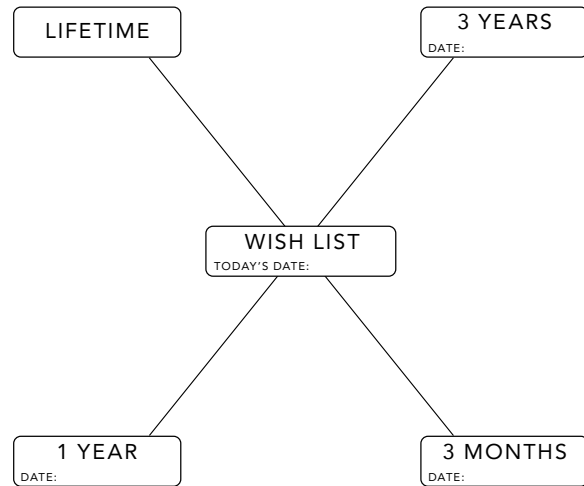 LIFETIME
3 YEARS
DATE:
WISH LIST
TODAY'S DATE:
1 YEAR
DATE:
3 MONTHS
DATE: